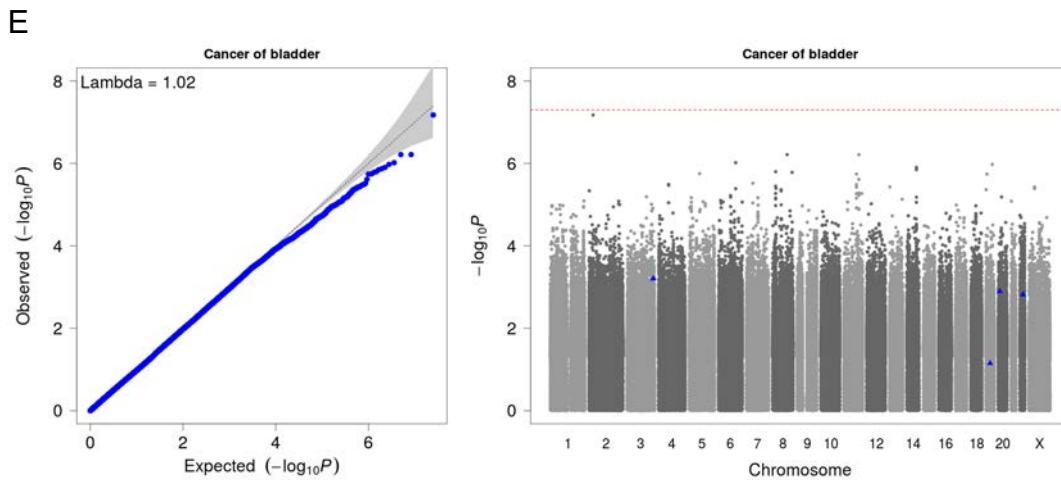 E
Cancer of bladder
Lambda = 1.02
Observed (−log₁₀P)
8
6
4
2
0
0 2 4 6
Expected (−log₁₀P)
Cancer of bladder
−log₁₀P
8
6
4
2
0
1 2 3 4 5 6 7 8 9 10 12 14 16 18 20 X
Chromosome